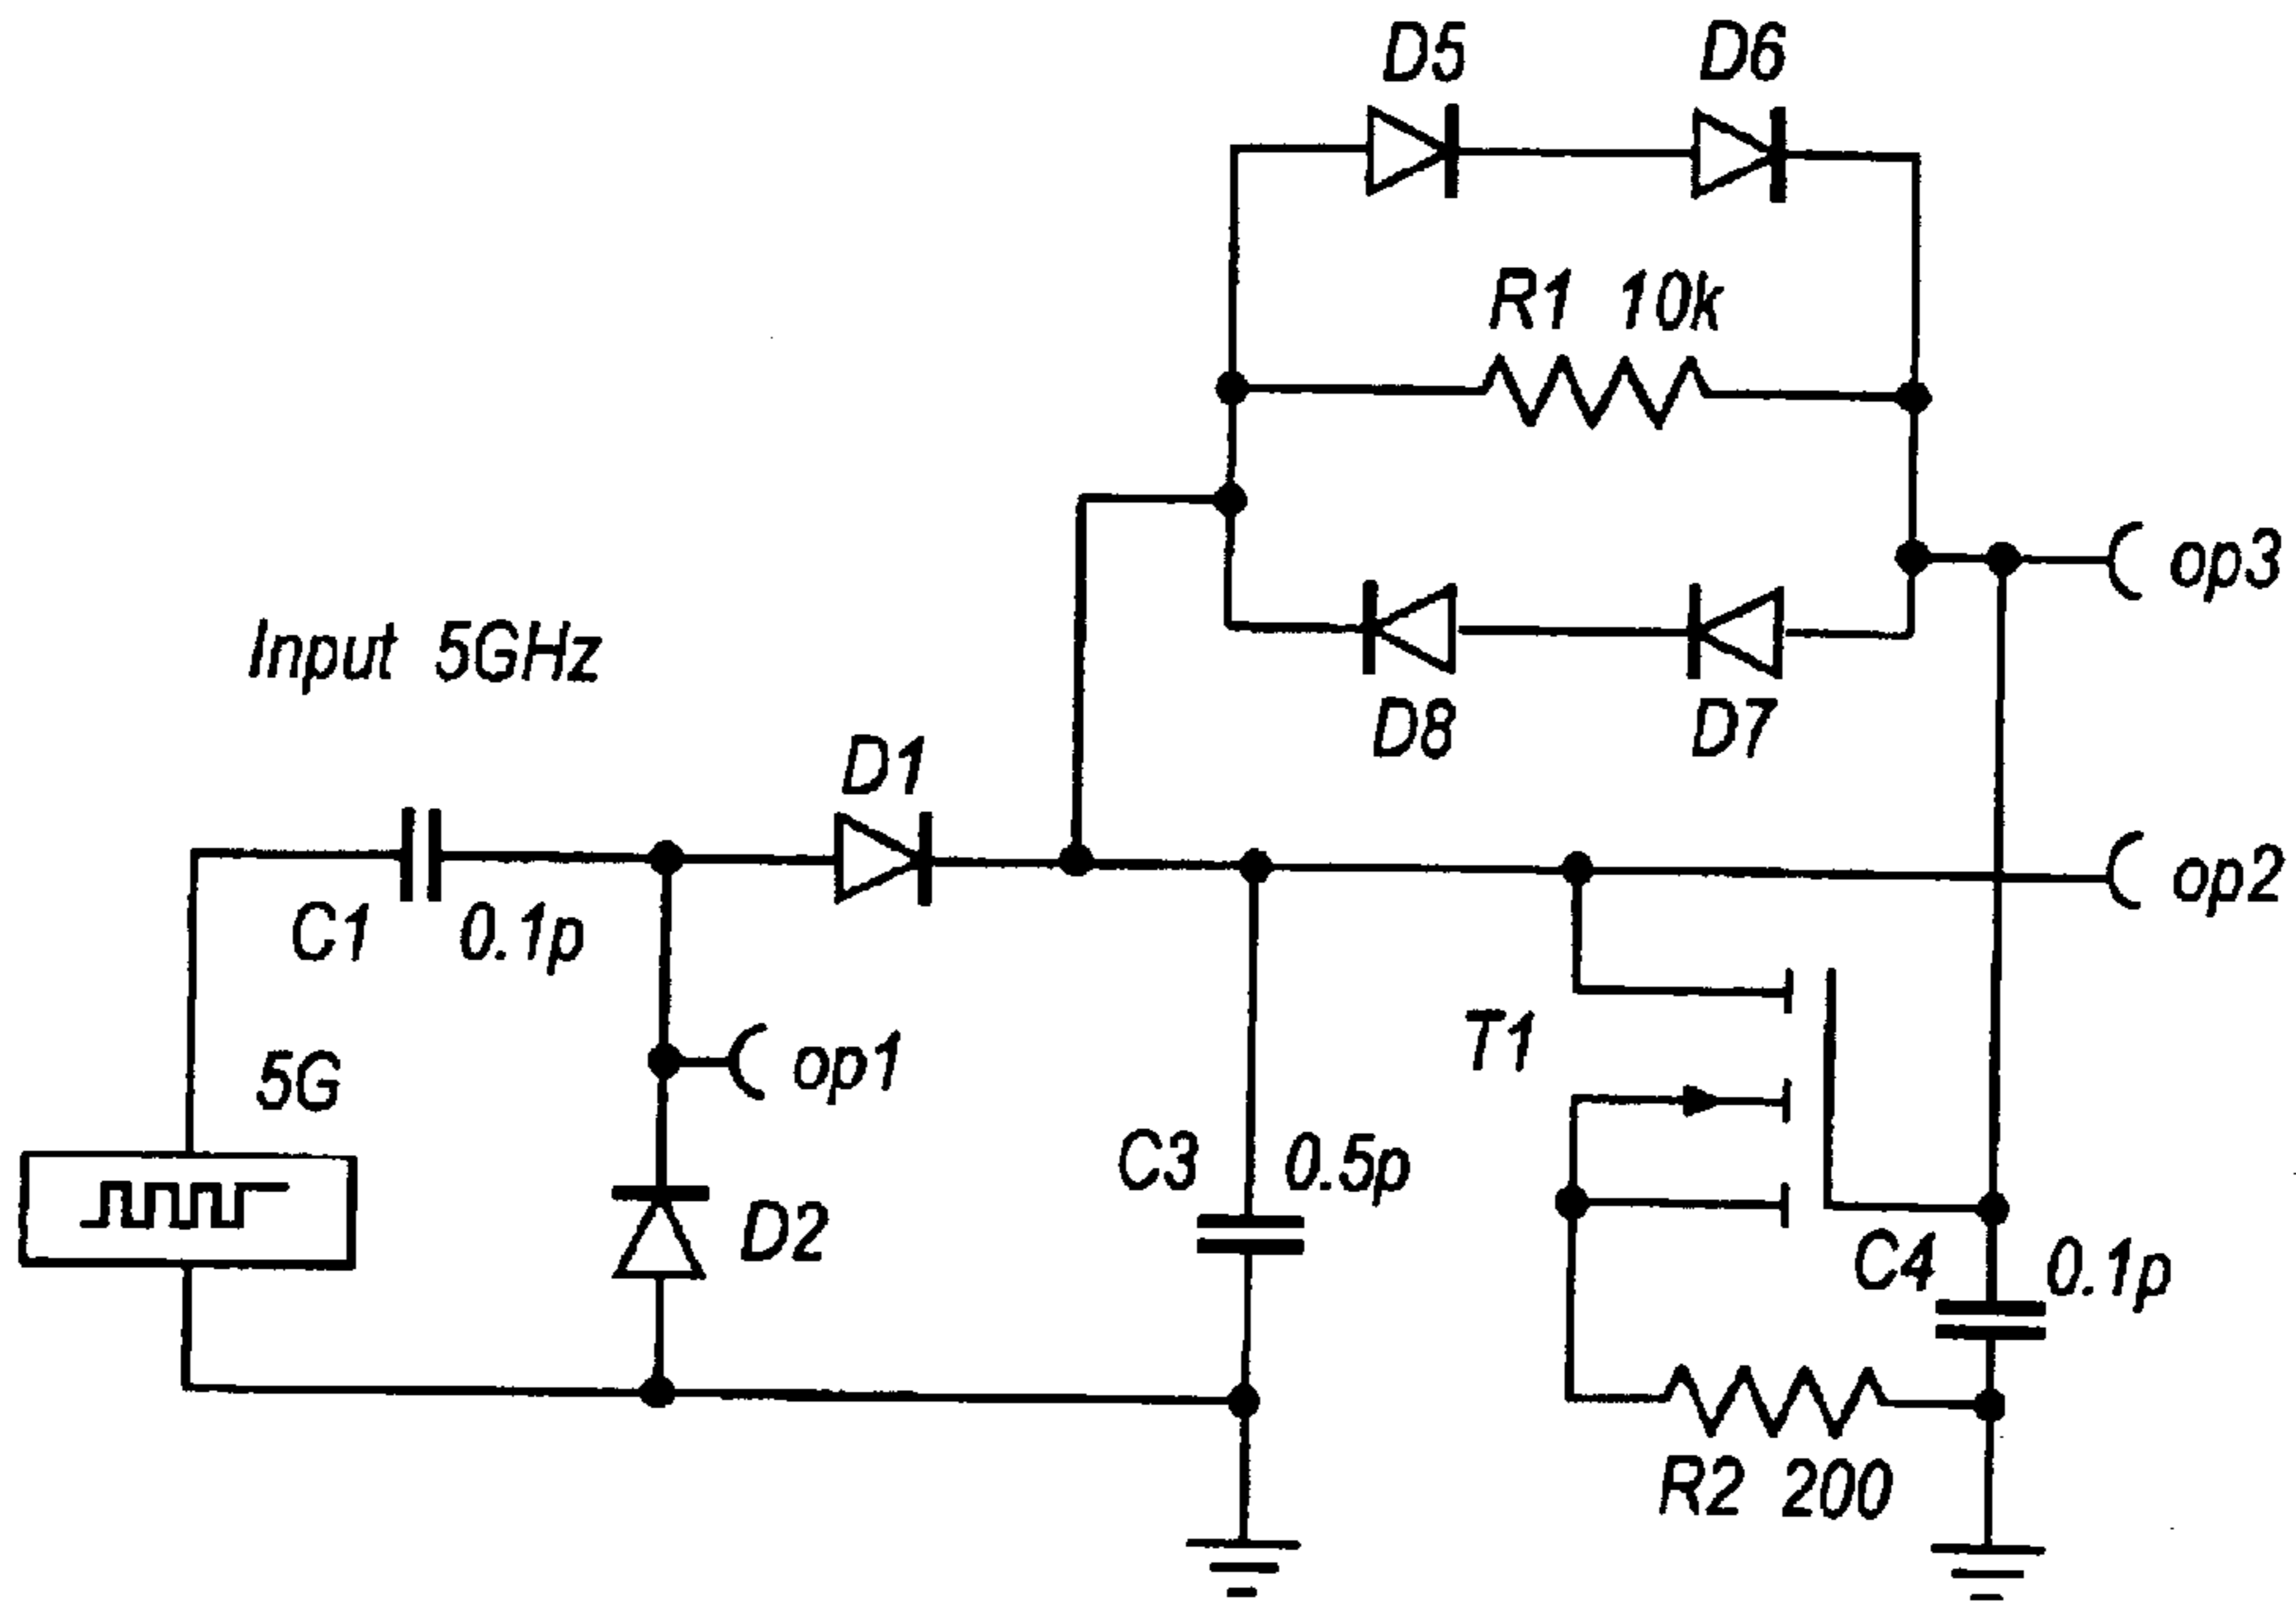 D5
D6
R1 10k
op3
Input 5GHz
D8
D7
D1
op2
C1 0.1p
T1
op1
5G
C3 0.5p
D2
C4 0.1p
R2 200